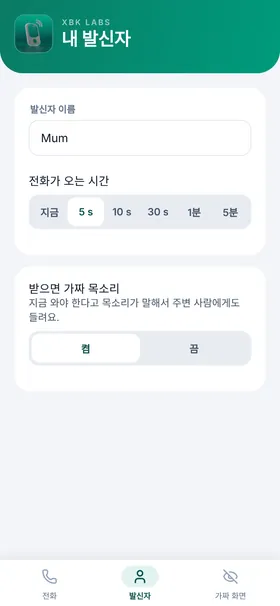 XBK LABS
내 발신자
발신자 이름
Mum
전화가 오는 시간
지금
5 s
10 s
30 s
1분
5분
받으면 가짜 목소리
지금 와야 한다고 목소리가 말해서 주변 사람에게도
들려요.
켬
끔
전화
발신자
가짜 화면